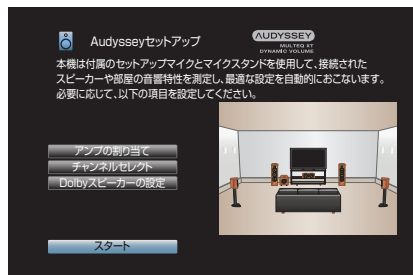 Audysseyセットアップ
AUDYSSEY
MULTEQ XT
DYNAMIC VOLUME
本機は付属のセットアップマイクとマイクスタンドを使用して、接続された
スピーカーや部屋の音響特性を測定し、最適な設定を自動的におこないます。
必要に応じて、以下の項目を設定してください。
アンプの割り当て
チャンネルセレクト
Dolbyスピーカーの設定
スタート